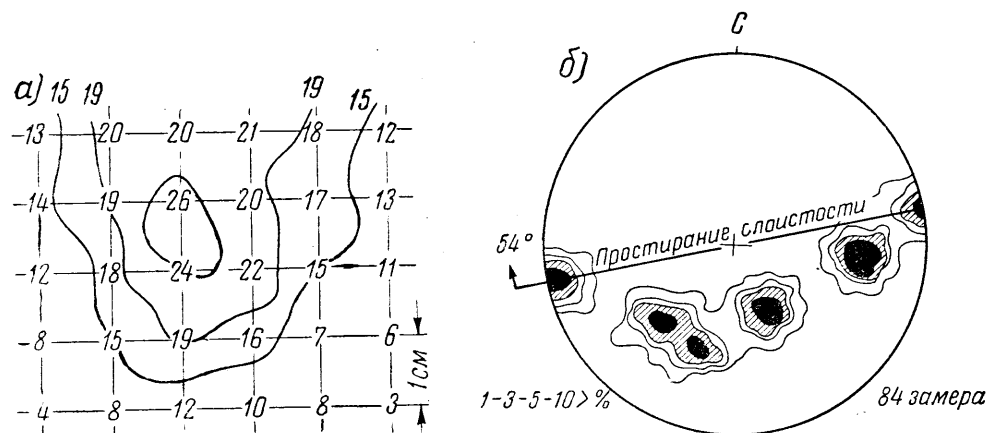 а) 15 19 19 15
13 20 20 21 18 12
14 19 26 20 17 13
12 18 24 22 15 11
8 15 19 16 7 6
4 8 12 10 8 3
1 см
б)
С
Простирание слоистости
54°
1-3-5-10>%
84 замера